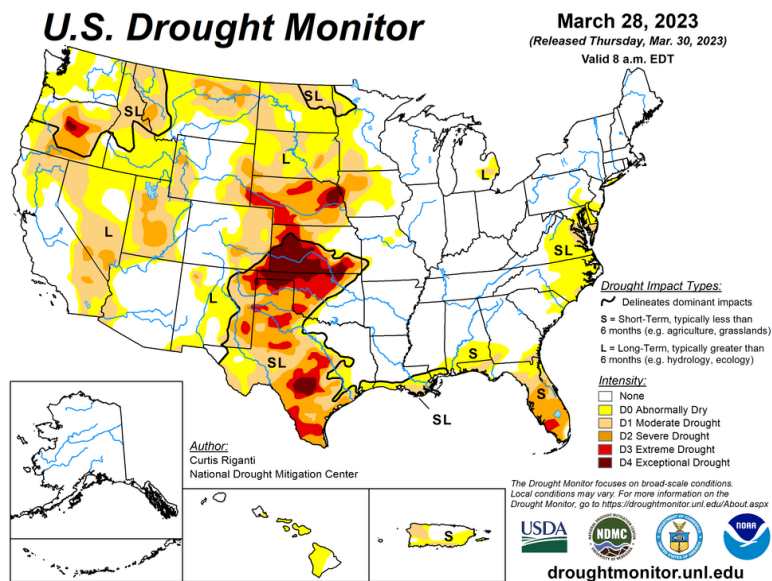 U.S. Drought Monitor
March 28, 2023
(Released Thursday, Mar. 30, 2023)
Valid 8 a.m. EDT
SL
SL
L
L
SL
L
L
SL
S
S
SL
S
Drought Impact Types:
Delineates dominant impacts
S = Short-Term, typically less than
6 months (e.g. agriculture, grasslands)
L = Long-Term, typically greater than
6 months (e.g. hydrology, ecology)
Intensity:
None
D0 Abnormally Dry
D1 Moderate Drought
D2 Severe Drought
D3 Extreme Drought
D4 Exceptional Drought
Author:
Curtis Riganti
National Drought Mitigation Center
The Drought Monitor focuses on broad-scale conditions.
Local conditions may vary. For more information on the
Drought Monitor, go to https://droughtmonitor.unl.edu/About.aspx
USDA
NDMC
NOAA
droughtmonitor.unl.edu